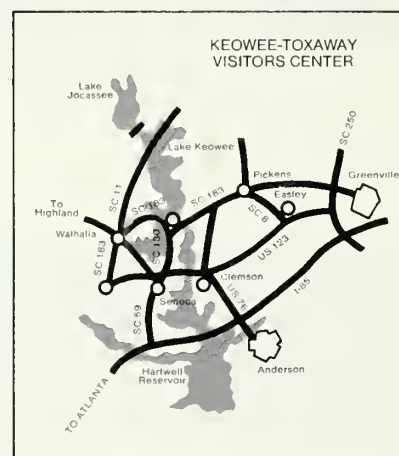 KEOWEE-TOXAWAY
VISITORS CENTER
Lake
Jocassee
SC 250
Lake Keowee
SC 11
Pickens
Greenville
SC 183
SC 183
Easley
To
Highland
SC 8
Walhalla
SC 130
US 123
SC 183
Clemson
Seneca
US 76
I-85
SC 59
Hartwell
Reservoir
Anderson
TO ATLANTA